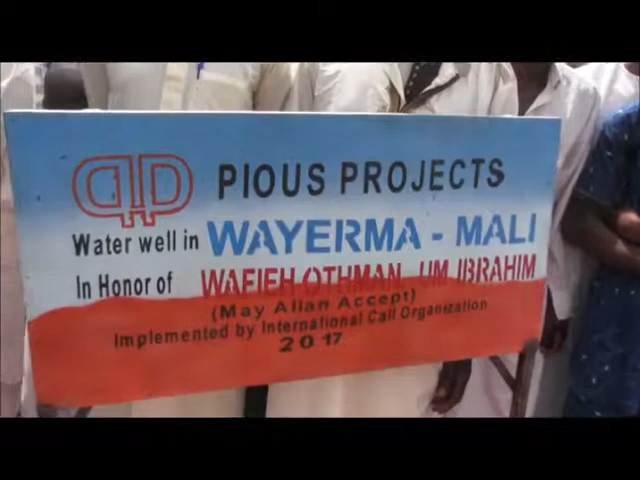 PIOUS PROJECTS
Water well in WAYERMA - MALI
In Honor of WAFIEH OTHMAN UM IBRAHIM
(May Allah Accept)
Implemented by International Call Organization
2017